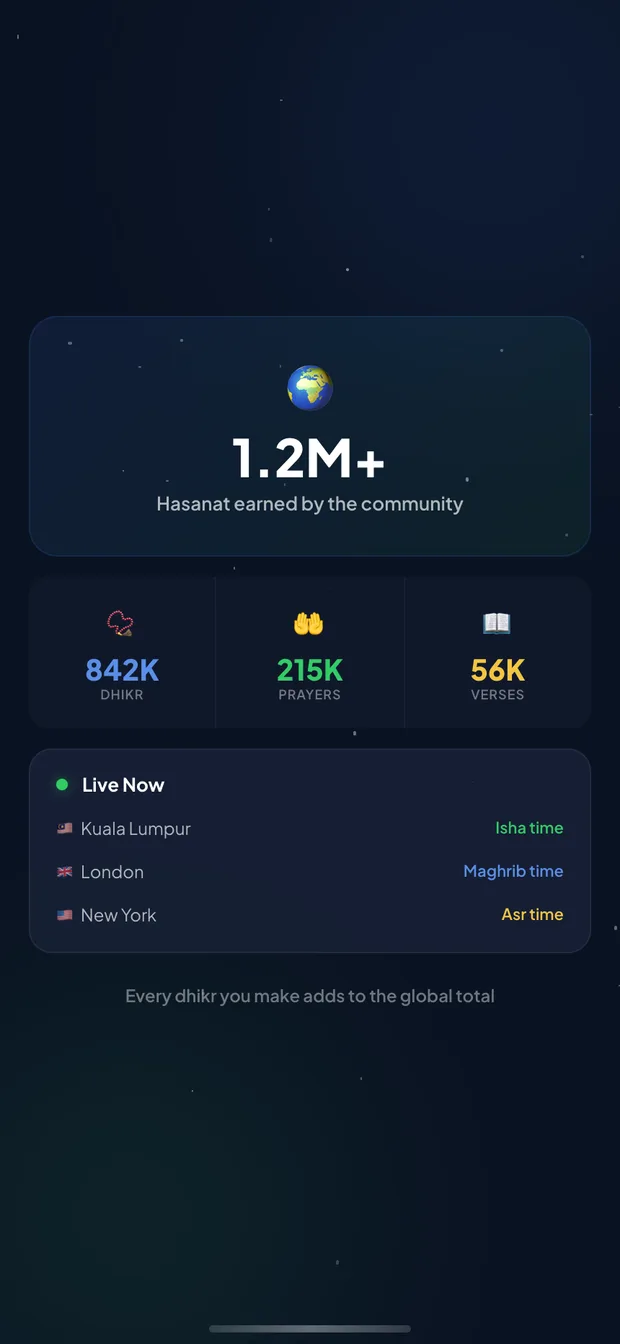 1.2M+
Hasanat earned by the community
842K
215K
56K
DHIKR
PRAYERS
VERSES
Live Now
Kuala Lumpur
Isha time
London
Maghrib time
New York
Asr time
Every dhikr you make adds to the global total